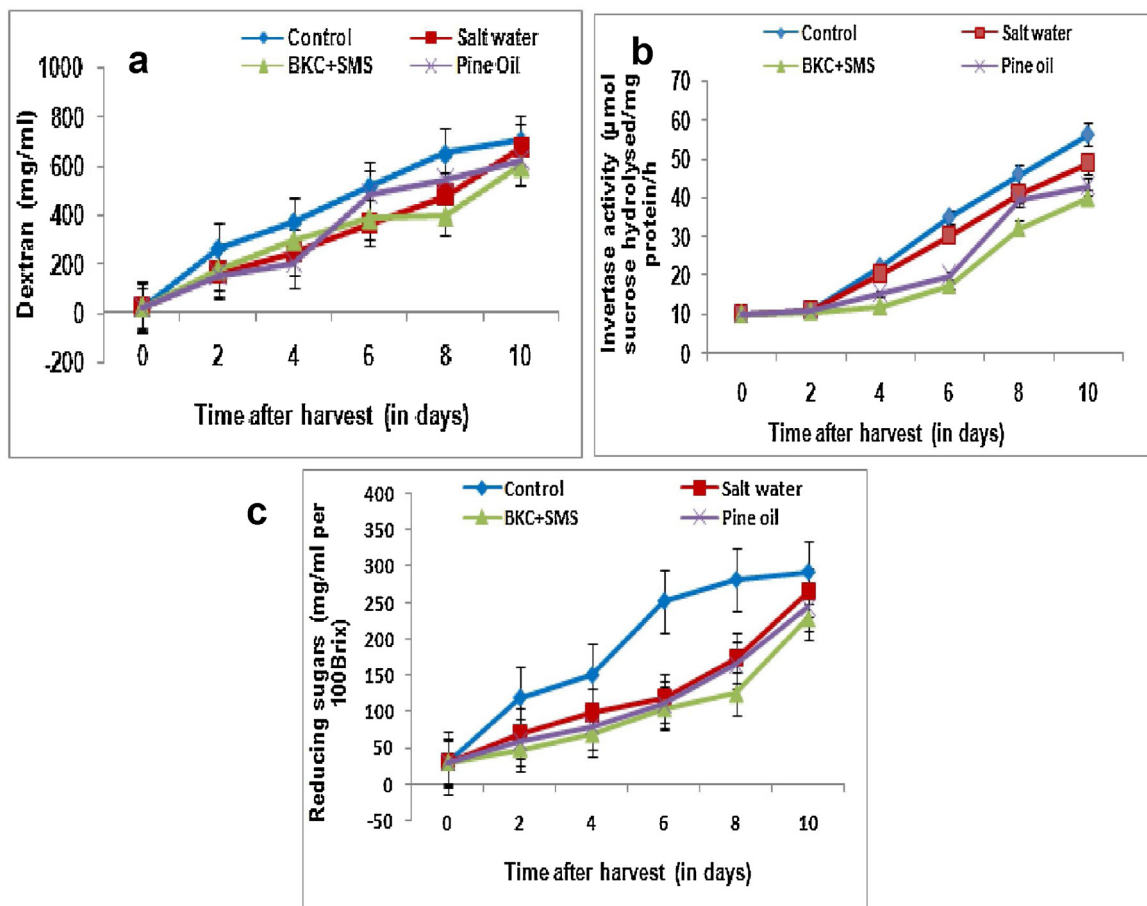 a
Control
Salt water
BKC+SMS
Pine Oil
Dextran (mg/ml)
1000
800
600
400
200
0
-200
0 2 4 6 8 10
Time after harvest (in days)
b
Control
Salt water
BKC+SMS
Pine oil
Invertase activity (µmol
sucrose hydrolysed/mg
protein/h
70
60
50
40
30
20
10
0
0 2 4 6 8 10
Time after harvest (in days)
c
Control
Salt water
BKC+SMS
Pine oil
Reducing sugars (mg/ml per
100Brix)
400
350
300
250
200
150
100
50
0
-50
0 2 4 6 8 10
Time after harvest (in days)